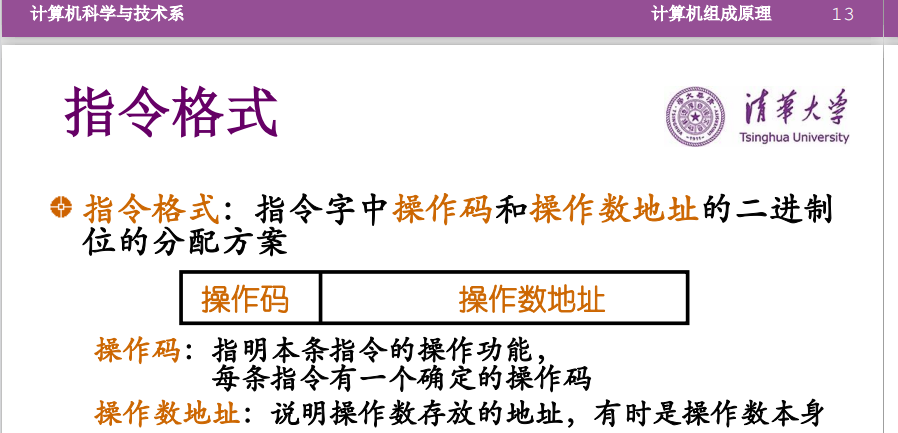 计算机科学与技术系 计算机组成原理 13
指令格式
清华大学
Tsinghua University
指令格式：指令字中操作码和操作数地址的二进制
位的分配方案
操作码 操作数地址
操作码：指明本条指令的操作功能，
每条指令有一个确定的操作码
操作数地址：说明操作数存放的地址，有时是操作数本身